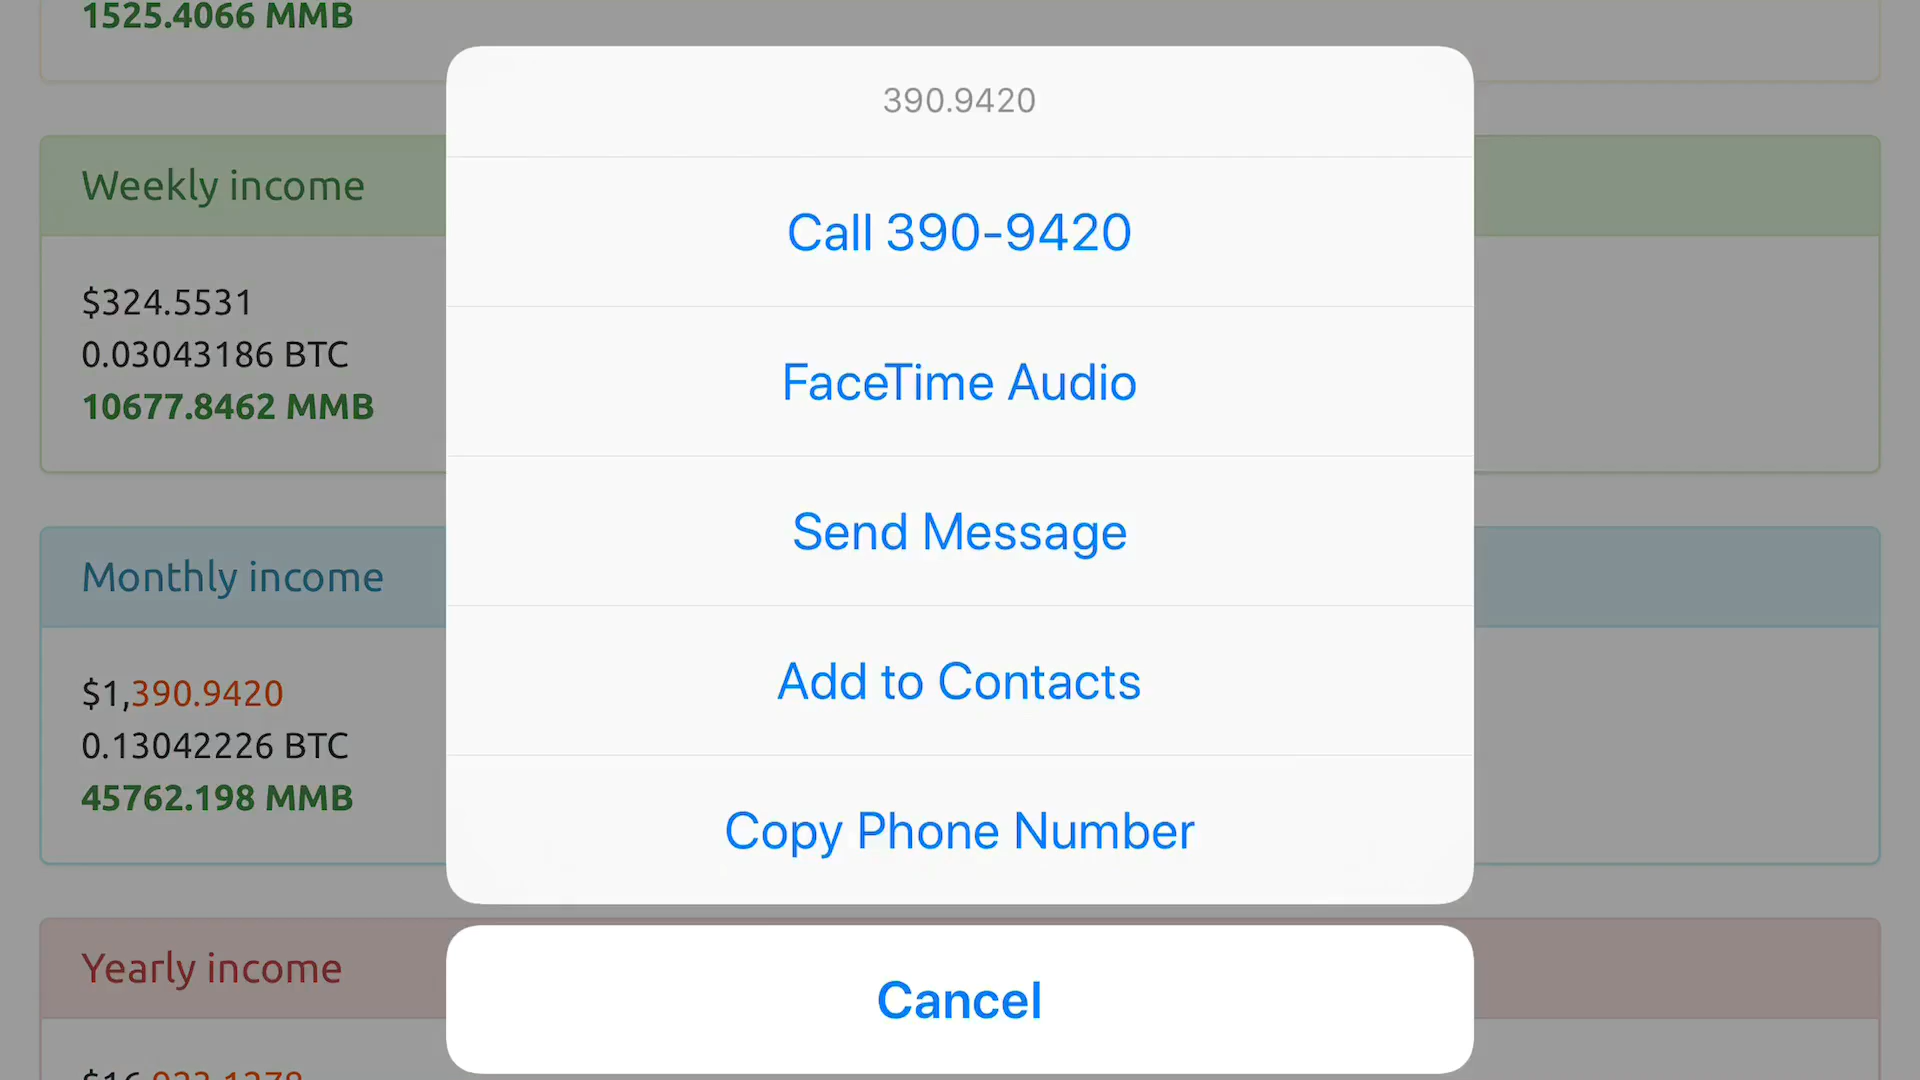 1525.4066 MMB
390.9420
Call 390-9420
FaceTime Audio
Send Message
Add to Contacts
Copy Phone Number
Cancel
Weekly income
$324.5531
0.03043186 BTC
10677.8462 MMB
Monthly income
$1,390.9420
0.13042226 BTC
45762.198 MMB
Yearly income